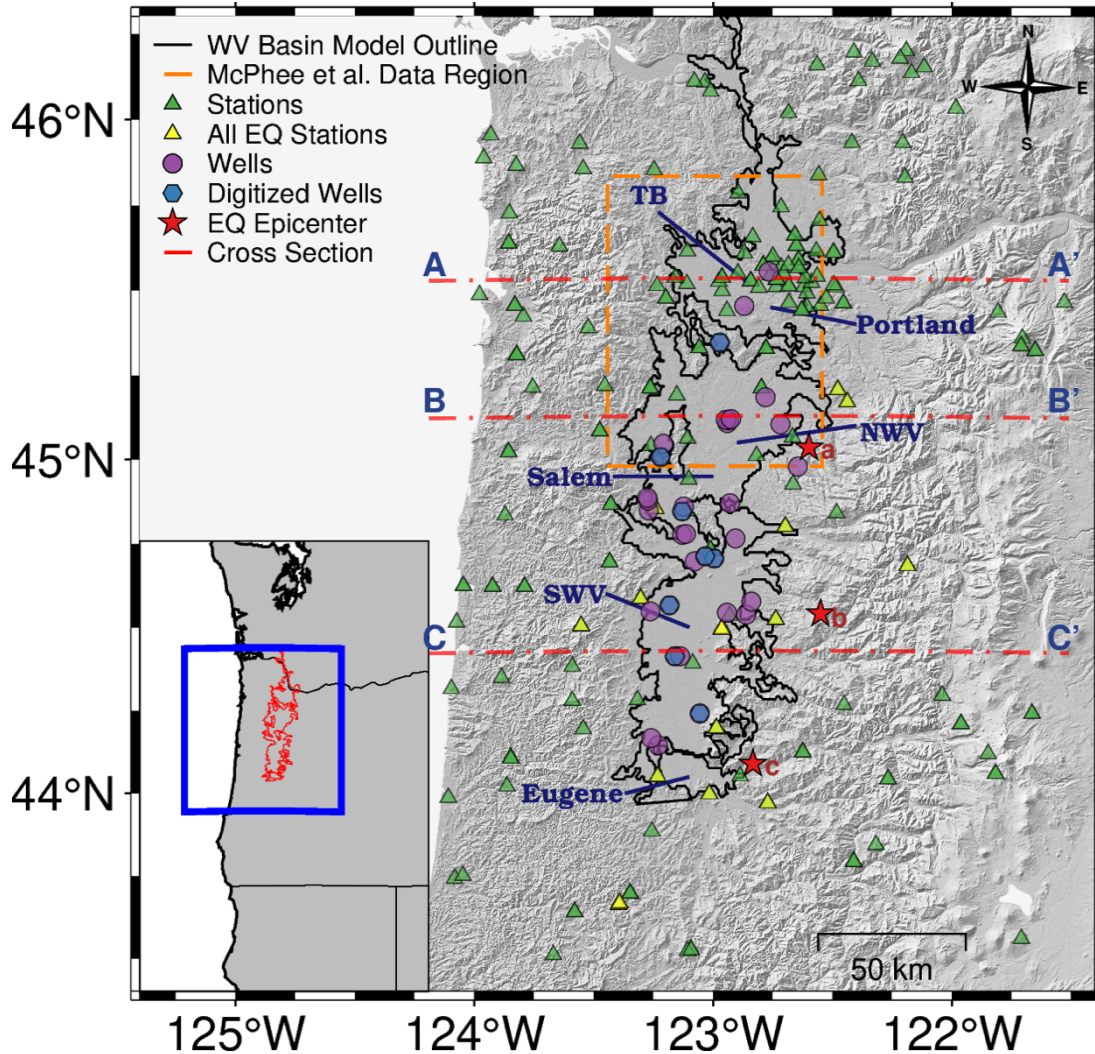 WV Basin Model Outline
McPhee et al. Data Region
Stations
All EQ Stations
Wells
Digitized Wells
EQ Epicenter
Cross Section
N
W
E
S
46°N
45°N
44°N
TB
A
A'
Portland
B
B'
NWV
a
Salem
SWV
b
C
C'
c
Eugene
50 km
125°W
124°W
123°W
122°W